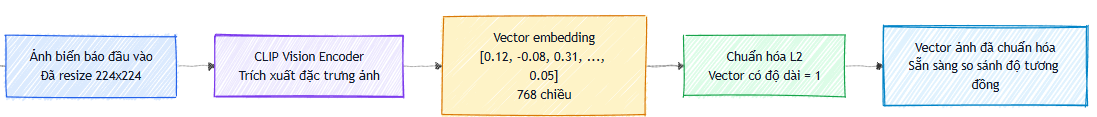 Ảnh biển báo đầu vào
Đã resize 224x224
CLIP Vision Encoder
Trích xuất đặc trưng ảnh
Vector embedding
[0.12, -0.08, 0.31, ...,
0.05]
768 chiều
Chuẩn hóa L2
Vector có độ dài = 1
Vector ảnh đã chuẩn hóa
Sẵn sàng so sánh độ tương
đồng